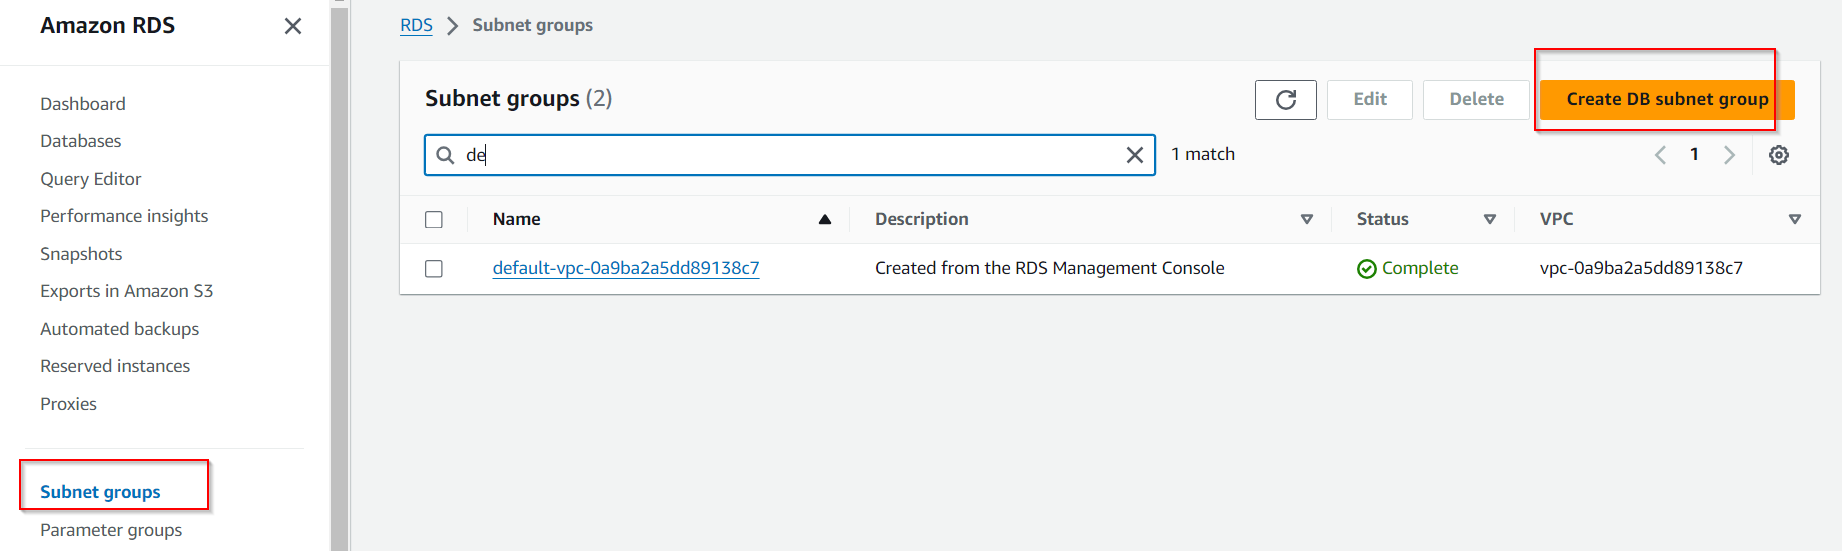 Amazon RDS
Dashboard
Databases
Query Editor
Performance insights
Snapshots
Exports in Amazon S3
Automated backups
Reserved instances
Proxies
Subnet groups
Parameter groups
RDS > Subnet groups
Subnet groups (2)
Edit
Delete
Create DB subnet group
de
1 match
1
Name Description Status VPC
default-vpc-0a9ba2a5dd89138c7 Created from the RDS Management Console Complete vpc-0a9ba2a5dd89138c7